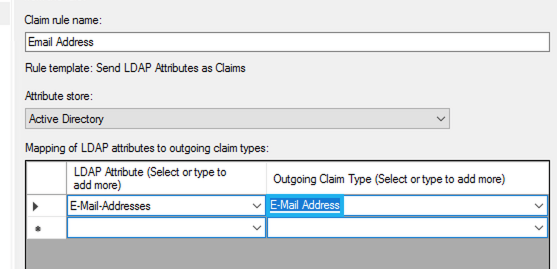 Claim rule name:
Email Address
Rule template: Send LDAP Attributes as Claims
Attribute store:
Active Directory
Mapping of LDAP attributes to outgoing claim types:
LDAP Attribute (Select or type to
add more)
Outgoing Claim Type (Select or type to add more)
E-Mail-Addresses
E-Mail Address